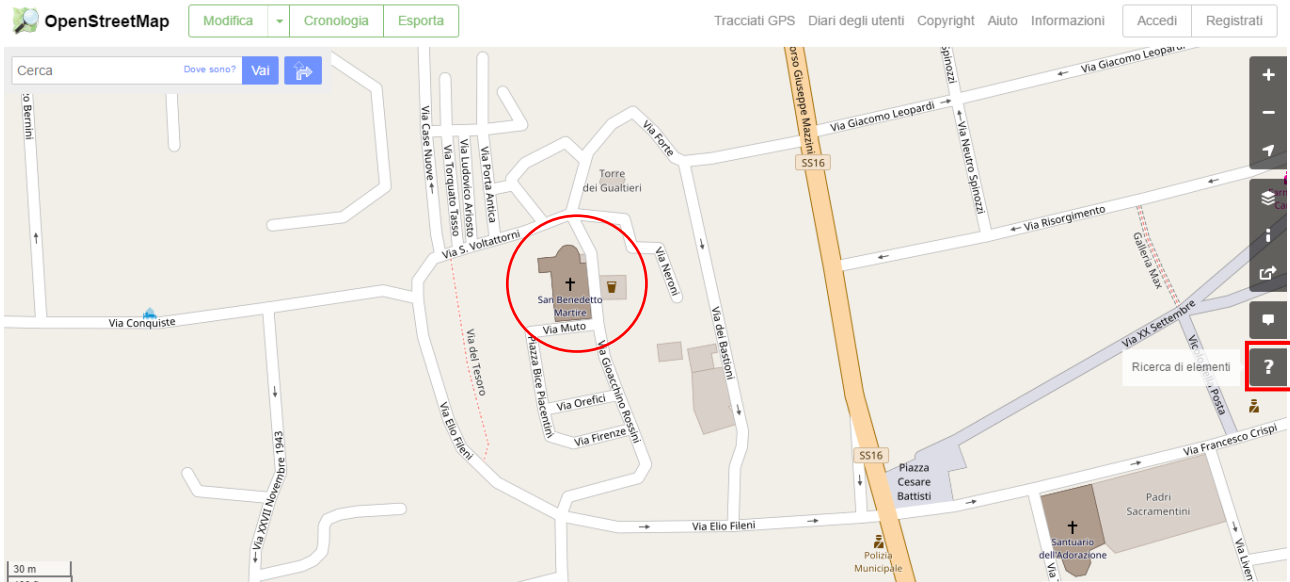 OpenStreetMap
Modifica
Cronologia
Esporta
Tracciati GPS
Diari degli utenti
Copyright
Aiuto
Informazioni
Accedi
Registrati
Cerca
Dove sono?
Vai
Via Giacomo Leopardi
Via Giacomo Leopardi
Giuseppe Mazzini
Spinozzi
Bernini
Via Case Nuove
Via Torquato Tasso
Via Ludovico Ariosto
Via Porta Antica
Via Forte
SS16
Via Neutro Spinozzi
Torre
dei Gualtieri
Via Risorgimento
Via S. Voltattorni
Via Neroni
Galleria Max
San Benedetto
Martire
Via Conquiste
Via Muto
Via del Tesoro
Piazza Bice Piacentini
Via Gioacchino Rossini
Via dei Bastioni
Via XX Settembre
Posta
Ricerca di elementi
?
Via Orefici
Via Firenze
Via Elio Fileni
Via XXVII Novembre 1943
SS16
Piazza
Cesare
Battisti
Via Francesco Crispi
Padri
Sacramentini
Via Elio Fileni
Santuario
dell'Adorazione
Polizia
Municipale
30 m